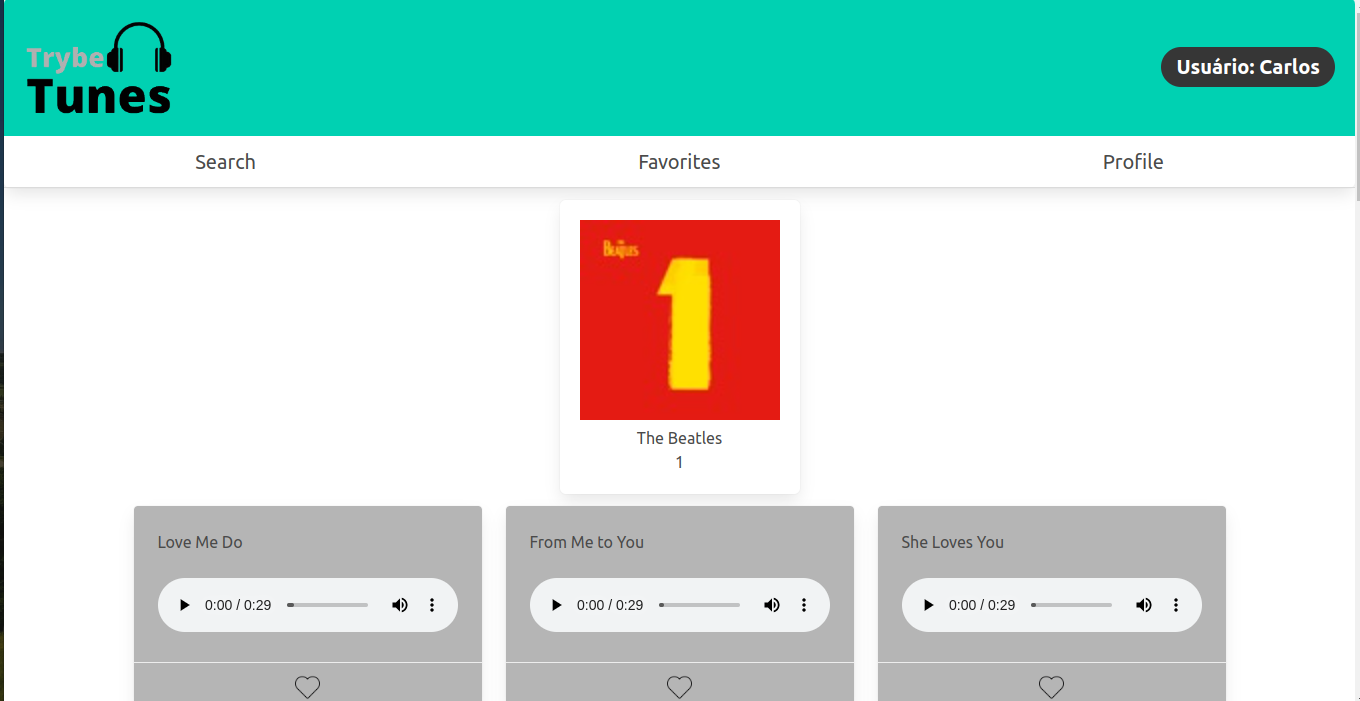 Trybe
Tunes
Usuário: Carlos
Search
Favorites
Profile
BEATLES
1
The Beatles
1
Love Me Do
From Me to You
She Loves You
0:00 / 0:29
0:00 / 0:29
0:00 / 0:29